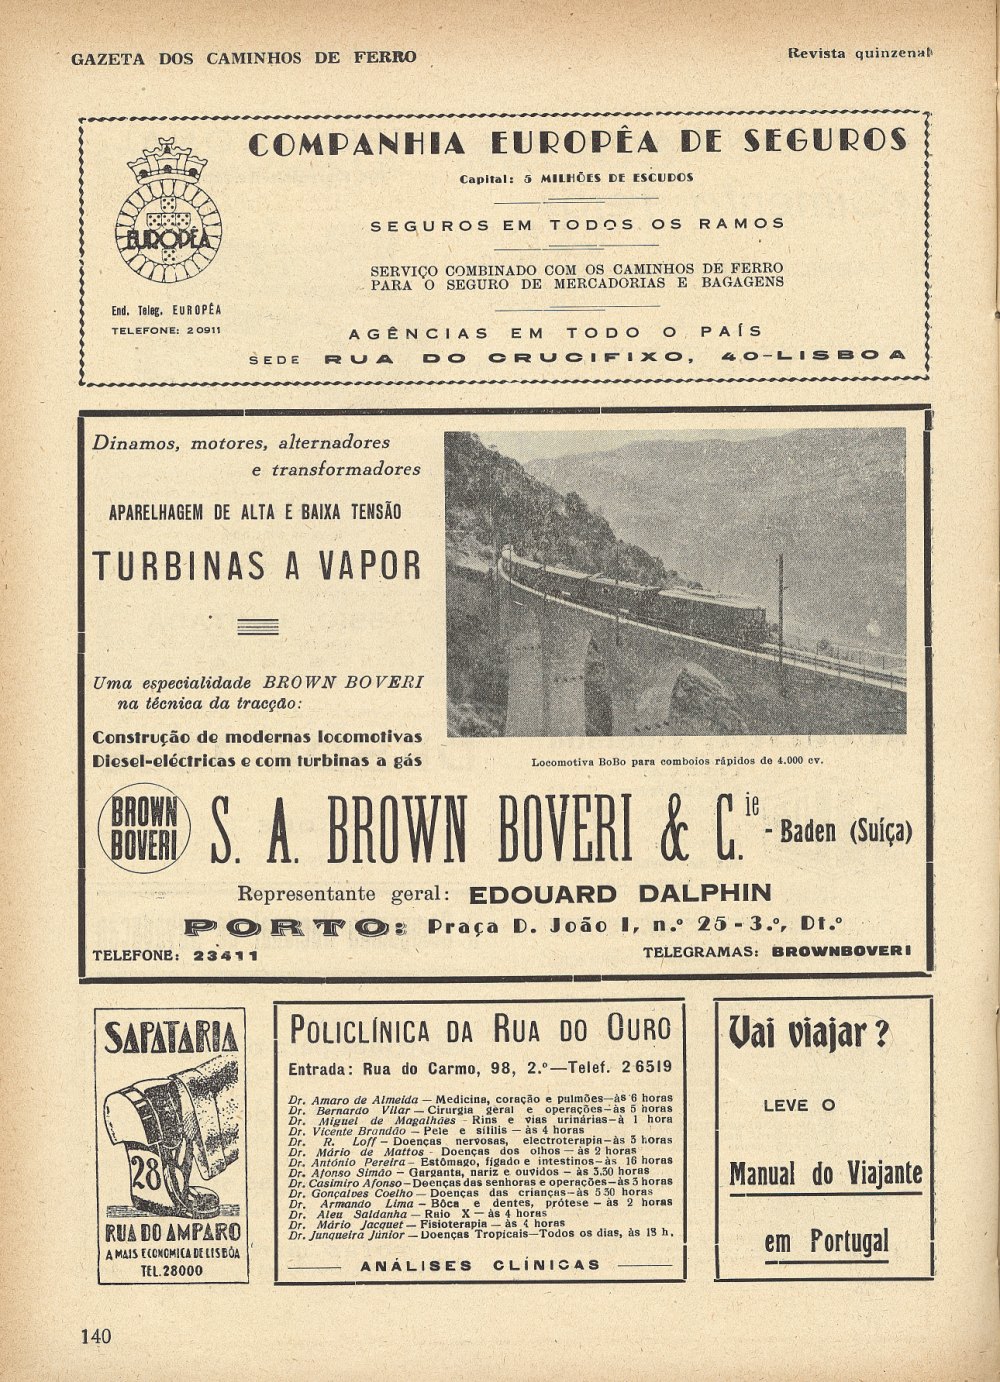 GAZETA DOS CAMINHOS DE FERRO
Revista quinzenal
COMPANHIA EUROPÊA DE SEGUROS
Capital: 5 MILHÕES DE ESCUDOS
SEGUROS EM TODOS OS RAMOS
EUROPÊA
SERVIÇO COMBINADO COM OS CAMINHOS DE FERRO
PARA O SEGURO DE MERCADORIAS E BAGAGENS
End. Teleg. EUROPÊA
TELEFONE: 20911
AGÊNCIAS EM TODO O PAÍS
SEDE RUA DO CRUCIFIXO, 40-LISBOA
Dinamos, motores, alternadores
e transformadores
APARELHAGEM DE ALTA E BAIXA TENSÃO
TURBINAS A VAPOR
Uma especialidade BROWN BOVERI
na técnica da tracção:
Construção de modernas locomotivas
Diesel-eléctricas e com turbinas a gás
Locomotiva BoBo para comboios rápidos de 4.000 cv.
BROWN
BOVERI
S. A. BROWN BOVERI & C.ie - Baden (Suíça)
Representante geral: EDOUARD DALPHIN
PORTO: Praça D. João I, n.º 25-3.º, Dt.º
TELEFONE: 23411
TELEGRAMAS: BROWNBOVERI
SAPATARIA
28
RUA DO AMPARO
A MAIS ECONOMICA DE LISBÔA
TEL. 28000
POLICLÍNICA DA RUA DO OURO
Entrada: Rua do Carmo, 98, 2.º—Telef. 26519
Dr. Amaro de Almeida — Medicina, coração e pulmões—às 6 horas
Dr. Bernardo Vilar — Cirurgia geral e operações—às 5 horas
Dr. Miguel de Magalhães - Rins e vias urinárias—à 1 hora
Dr. Vicente Brandão — Pele e sífilis — às 4 horas
Dr. R. Loff — Doenças nervosas, electroterapia—às 3 horas
Dr. Mário de Mattos - Doenças dos olhos — às 2 horas
Dr. António Pereira — Estômago, fígado e intestinos—às 16 horas
Dr. Afonso Simão — Garganta, nariz e ouvidos — às 3.30 horas
Dr. Casimiro Afonso—Doenças das senhoras e operações—às 3 horas
Dr. Gonçalves Coelho — Doenças das crianças—às 5 30 horas
Dr. Armando Lima — Bôca e dentes, prótese — às 2 horas
Dr. Aleu Saldanha — Raio X — às 4 horas
Dr. Mário Jacquet — Fisioterapia — às 4 horas
Dr. Junqueira Júnior — Doenças Tropicais—Todos os dias, às 18 h.
ANÁLISES CLÍNICAS
Vai viajar?
LEVE O
Manual do Viajante
em Portugal
140